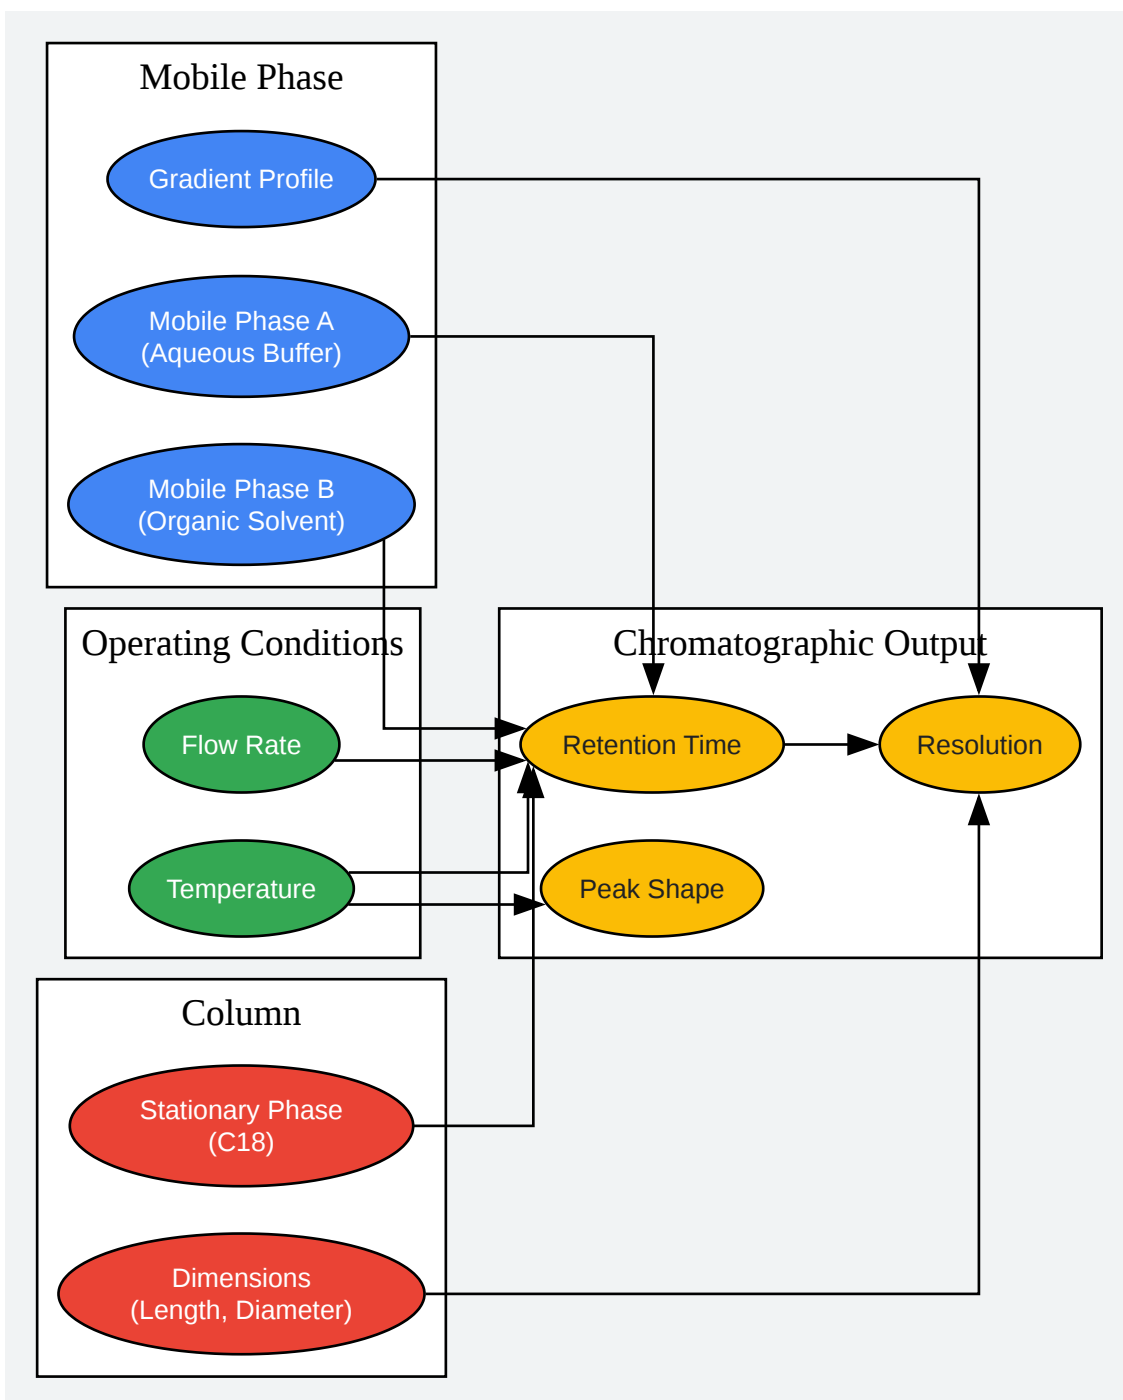 Mobile Phase
Gradient Profile
Mobile Phase A
(Aqueous Buffer)
Mobile Phase B
(Organic Solvent)
Operating Conditions
Flow Rate
Temperature
Chromatographic Output
Retention Time
Resolution
Peak Shape
Column
Stationary Phase
(C18)
Dimensions
(Length, Diameter)